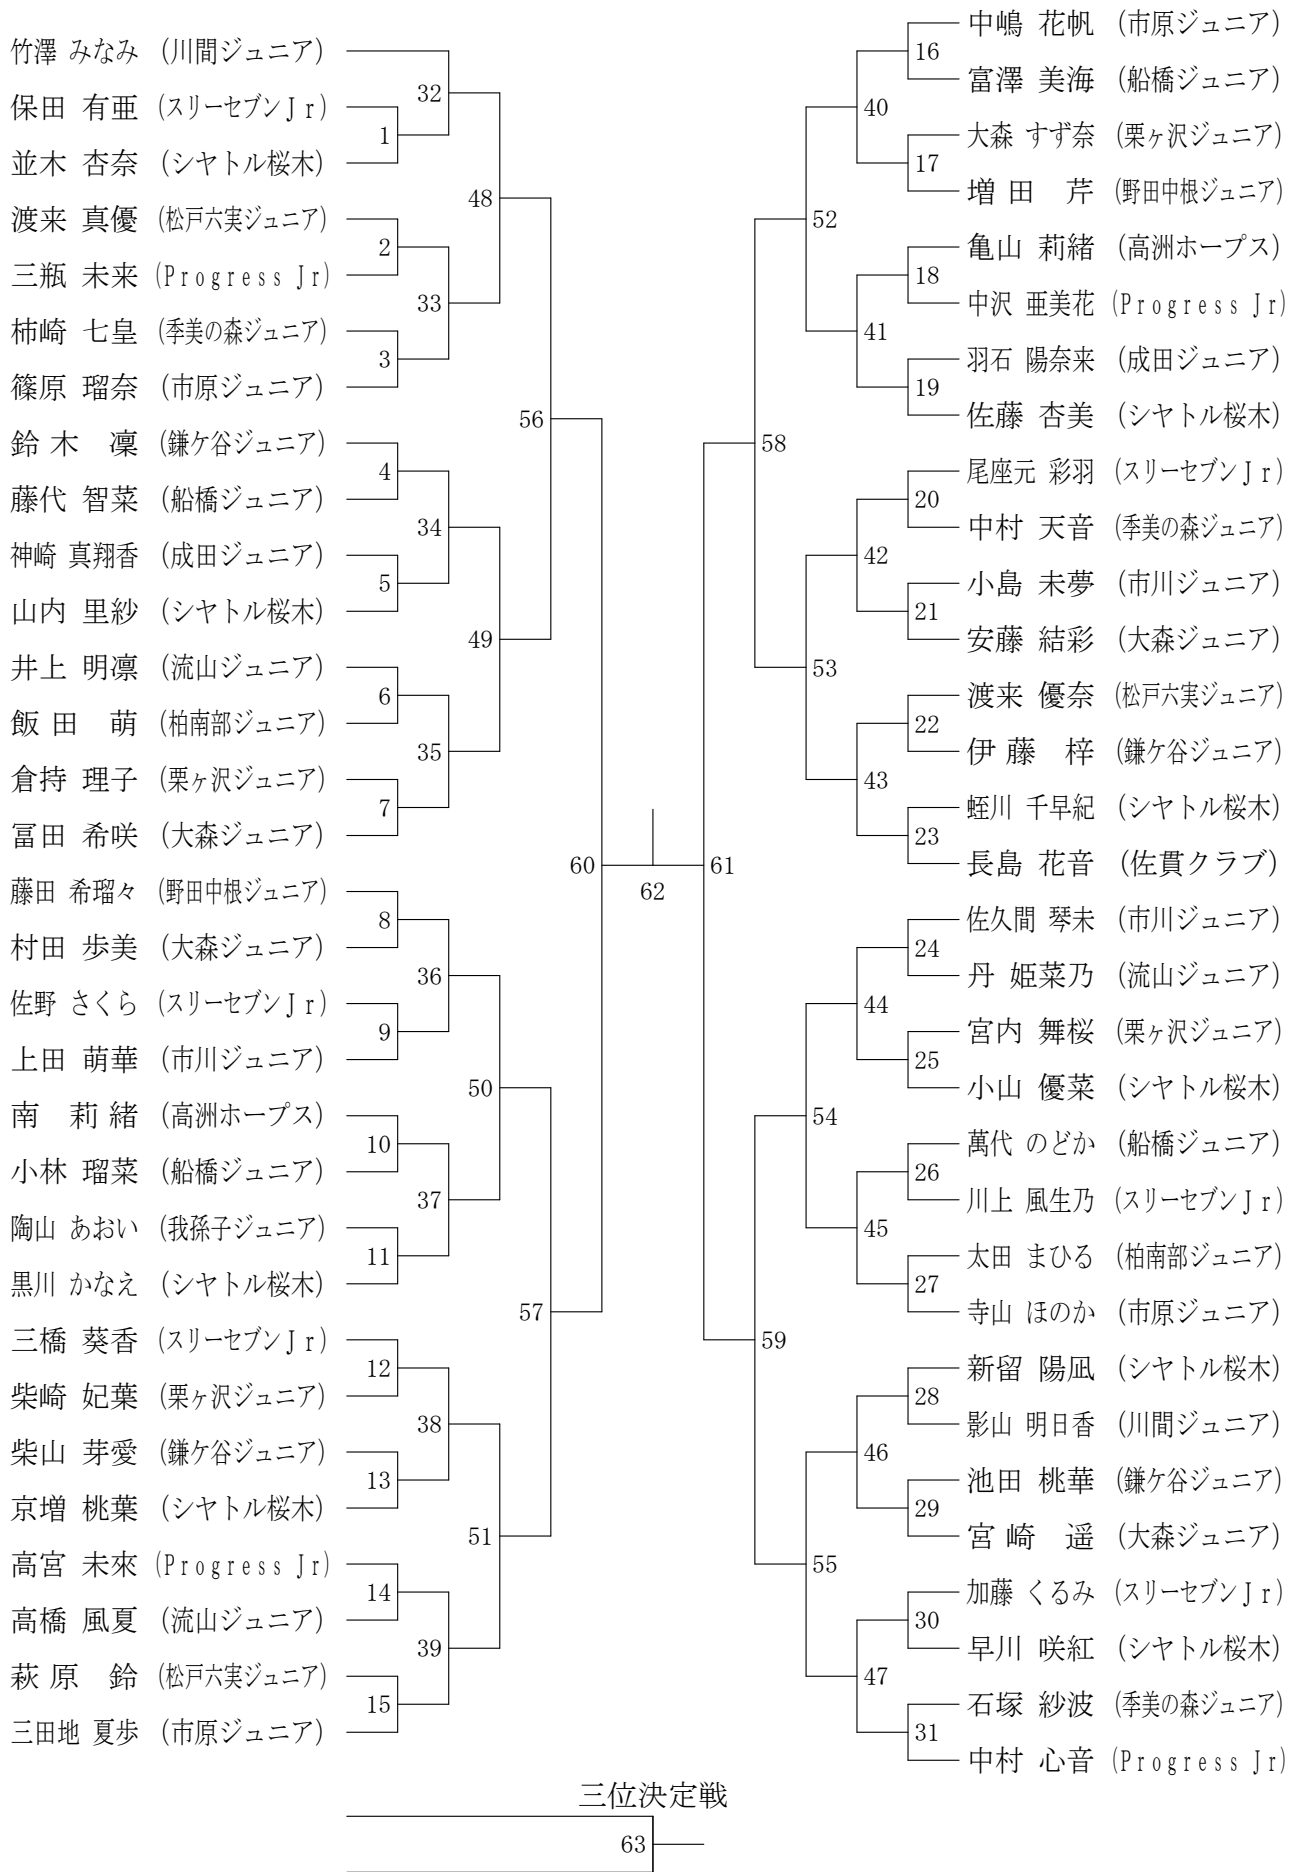 竹澤 みなみ (川間ジュニア)
保田 有亜 (スリーセブンJr)
並木 杏奈 (シヤトル桜木)
渡来 真優 (松戸六実ジュニア)
三瓶 未来 (Progress Jr)
柿崎 七皇 (季美の森ジュニア)
篠原 瑠奈 (市原ジュニア)
鈴木 凜 (鎌ケ谷ジュニア)
藤代 智菜 (船橋ジュニア)
神崎 真翔香 (成田ジュニア)
山内 里紗 (シヤトル桜木)
井上 明凛 (流山ジュニア)
飯田 萌 (柏南部ジュニア)
倉持 理子 (栗ヶ沢ジュニア)
冨田 希咲 (大森ジュニア)
藤田 希瑠々 (野田中根ジュニア)
村田 歩美 (大森ジュニア)
佐野 さくら (スリーセブンJr)
上田 萌華 (市川ジュニア)
南 莉緒 (高洲ホープス)
小林 瑠菜 (船橋ジュニア)
陶山 あおい (我孫子ジュニア)
黒川 かなえ (シヤトル桜木)
三橋 葵香 (スリーセブンJr)
柴崎 妃葉 (栗ヶ沢ジュニア)
柴山 芽愛 (鎌ケ谷ジュニア)
京増 桃葉 (シヤトル桜木)
高宮 未來 (Progress Jr)
高橋 風夏 (流山ジュニア)
萩原 鈴 (松戸六実ジュニア)
三田地 夏歩 (市原ジュニア)
1
2
3
4
5
6
7
8
9
10
11
12
13
14
15
32
33
34
35
36
37
38
39
48
49
50
51
56
57
60
62
61
58
59
52
53
54
55
40
41
42
43
44
45
46
47
16
17
18
19
20
21
22
23
24
25
26
27
28
29
30
31
中嶋 花帆 (市原ジュニア)
富澤 美海 (船橋ジュニア)
大森 すず奈 (栗ヶ沢ジュニア)
増田 芹 (野田中根ジュニア)
亀山 莉緒 (高洲ホープス)
中沢 亜美花 (Progress Jr)
羽石 陽奈来 (成田ジュニア)
佐藤 杏美 (シヤトル桜木)
尾座元 彩羽 (スリーセブンJr)
中村 天音 (季美の森ジュニア)
小島 未夢 (市川ジュニア)
安藤 結彩 (大森ジュニア)
渡来 優奈 (松戸六実ジュニア)
伊藤 梓 (鎌ケ谷ジュニア)
蛭川 千早紀 (シヤトル桜木)
長島 花音 (佐貫クラブ)
佐久間 琴未 (市川ジュニア)
丹 姫菜乃 (流山ジュニア)
宮内 舞桜 (栗ヶ沢ジュニア)
小山 優菜 (シヤトル桜木)
萬代 のどか (船橋ジュニア)
川上 風生乃 (スリーセブンJr)
太田 まひる (柏南部ジュニア)
寺山 ほのか (市原ジュニア)
新留 陽凪 (シヤトル桜木)
影山 明日香 (川間ジュニア)
池田 桃華 (鎌ケ谷ジュニア)
宮崎 遥 (大森ジュニア)
加藤 くるみ (スリーセブンJr)
早川 咲紅 (シヤトル桜木)
石塚 紗波 (季美の森ジュニア)
中村 心音 (Progress Jr)
三位決定戦
63